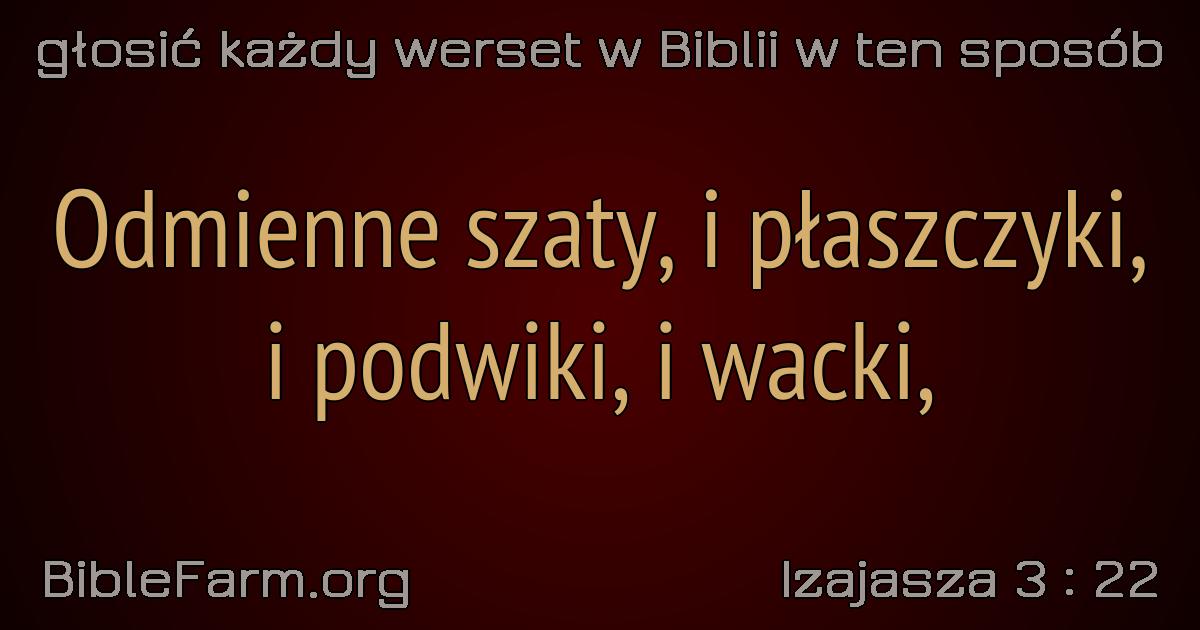 głosić każdy werset w Biblii w ten sposób
Odmienne szaty, i płaszczyki,
i podwiki, i wacki,
BibleFarm.org
Izajasza 3 : 22